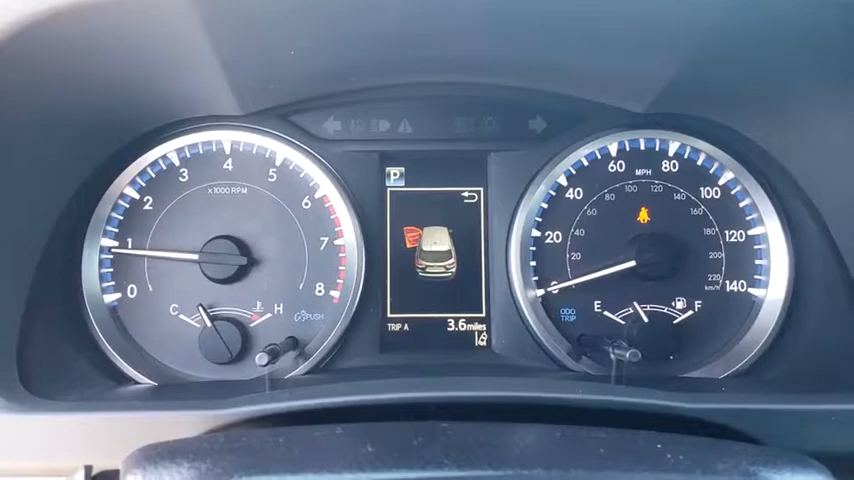 P
0 1 2 3 4 5 6 7 8
x1000 RPM
C H
PUSH
TRIP A 3.6 miles
0 20 40 60 80 100 120 140
MPH
20 40 60 80 100 120 140 160 180 200 220
km/h
ODO
TRIP
E F